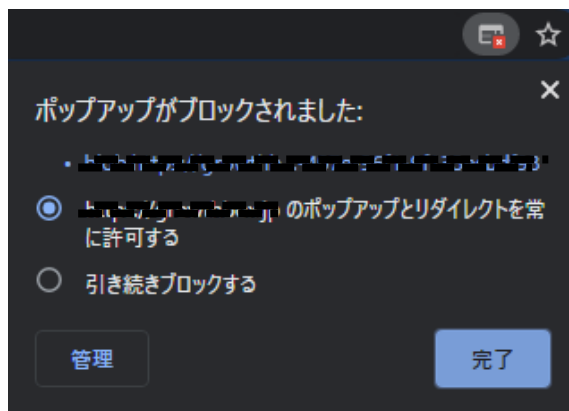 ポップアップがブロックされました:
のポップアップとリダイレクトを常
に許可する
引き続きブロックする
管理
完了